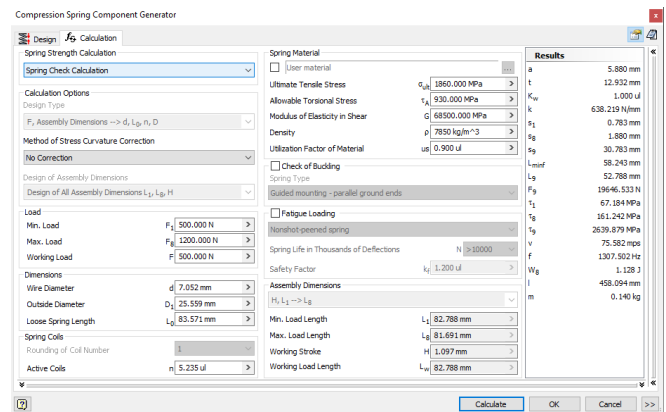 Compression Spring Component Generator
x
Design
fG Calculation
Spring Strength Calculation
Spring Check Calculation
Calculation Options
Design Type
F, Assembly Dimensions --> d, L0, n, D
Method of Stress Curvature Correction
No Correction
Design of Assembly Dimensions
Design of All Assembly Dimensions L1, L8, H
Load
Min. Load F1 500.000 N >
Max. Load F8 1200.000 N >
Working Load F 500.000 N >
Dimensions
Wire Diameter d 7.052 mm >
Outside Diameter D1 25.559 mm >
Loose Spring Length L0 83.571 mm >
Spring Coils
Rounding of Coil Number 1
Active Coils n 5.235 ul >
Spring Material
User material ...
Ultimate Tensile Stress σult 1860.000 MPa >
Allowable Torsional Stress τA 930.000 MPa >
Modulus of Elasticity in Shear G 68500.000 MPa >
Density ρ 7850 kg/m^3 >
Utilization Factor of Material us 0.900 ul >
Check of Buckling
Spring Type
Guided mounting - parallel ground ends
Fatigue Loading
Nonshot-peened spring
Spring Life in Thousands of Deflections N >10000
Safety Factor kf 1.200 ul >
Assembly Dimensions
H, L1 --> L8
Min. Load Length L1 82.788 mm >
Max. Load Length L8 81.691 mm >
Working Stroke H 1.097 mm >
Working Load Length Lw 82.788 mm >
Results
a 5.880 mm
t 12.932 mm
Kw 1.000 ul
k 638.219 N/mm
s1 0.783 mm
s8 1.880 mm
s9 30.783 mm
Lminf 58.243 mm
L9 52.788 mm
F9 19646.533 N
τ1 67.184 MPa
τ8 161.242 MPa
τ9 2639.879 MPa
v 75.582 mps
f 1307.502 Hz
W8 1.128 J
l 458.094 mm
m 0.140 kg
?
Calculate
OK
Cancel
>>